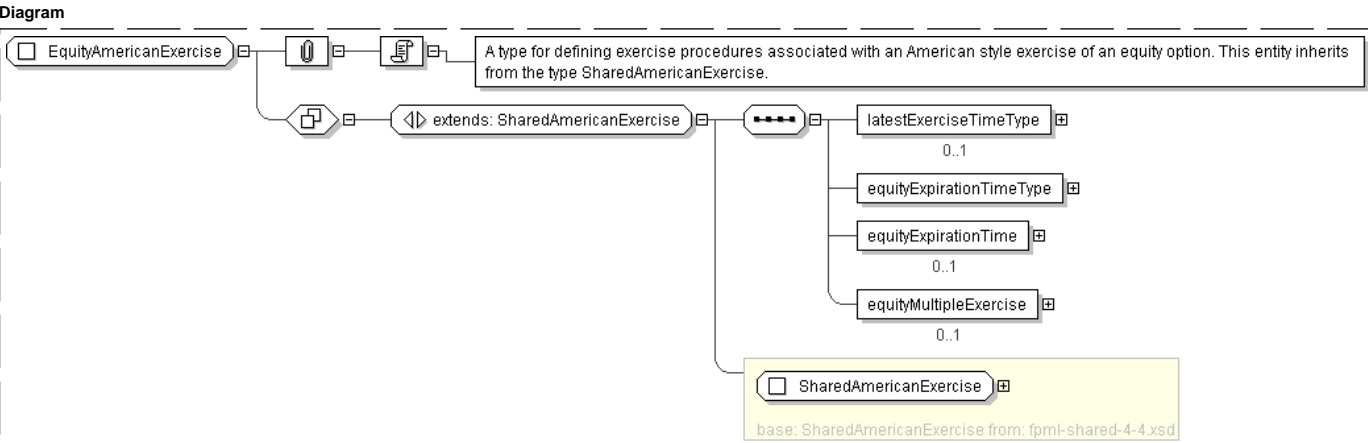 Diagram
EquityAmericanExercise
A type for defining exercise procedures associated with an American style exercise of an equity option. This entity inherits
from the type SharedAmericanExercise.
extends: SharedAmericanExercise
latestExerciseTimeType
0..1
equityExpirationTimeType
equityExpirationTime
0..1
equityMultipleExercise
0..1
SharedAmericanExercise
base: SharedAmericanExercise from: fpml-shared-4-4.xsd